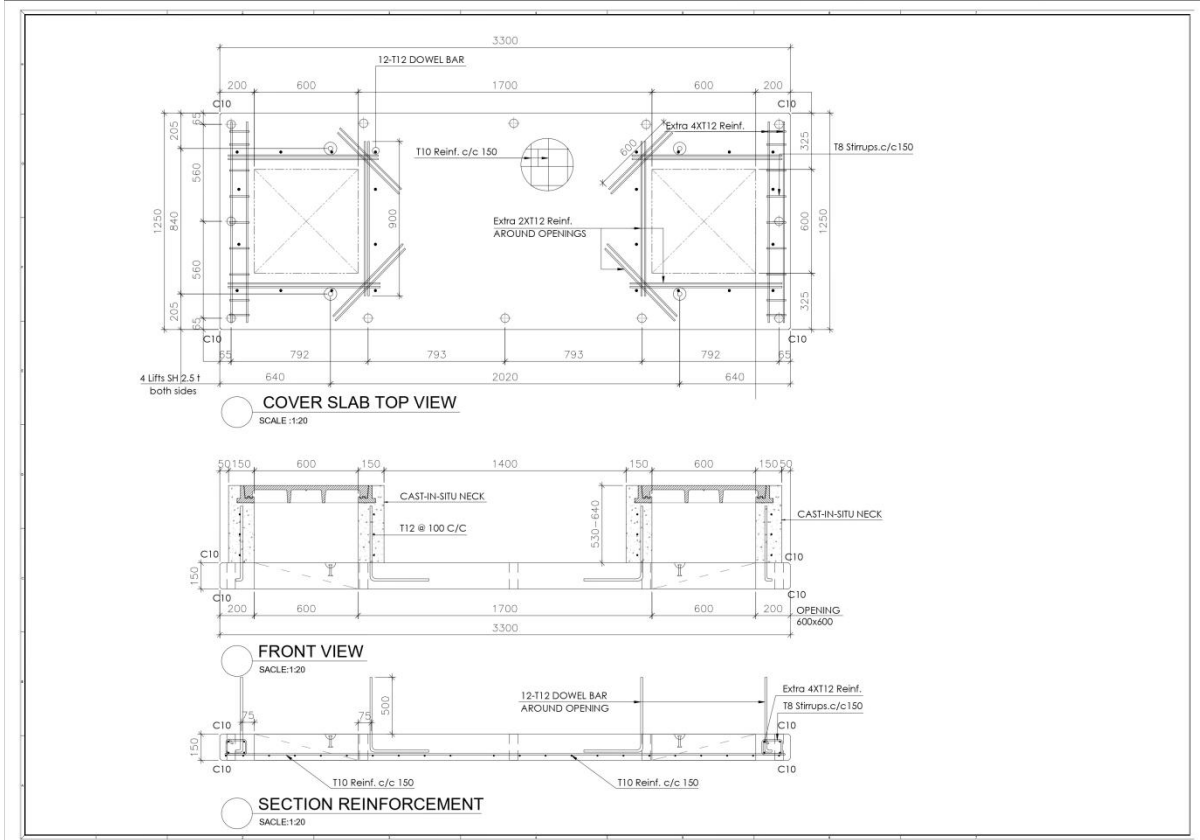 3300
12-T12 DOWEL BAR
200 600 1700 600 200
C10 C10
65 205 560 840 1250 560 205 65
Extra 4XT12 Reinf.
T8 Stirrups.c/c150
T10 Reinf. c/c 150
600
900
Extra 2XT12 Reinf.
AROUND OPENINGS
325 600 1250 325
C10 C10
65 792 793 793 792 65
4 Lifts SH 2.5 t
both sides
640 2020 640
COVER SLAB TOP VIEW
SCALE :1:20
50 150 600 150 1400 150 600 150 50
CAST-IN-SITU NECK
CAST-IN-SITU NECK
T12 @ 100 C/C
530-640
C10 C10
150
C10 C10
200 600 1700 600 200
OPENING
600x600
3300
FRONT VIEW
SACLE:1:20
500
12-T12 DOWEL BAR
AROUND OPENING
Extra 4XT12 Reinf.
T8 Stirrups.c/c150
75 75
C10 C10
150
C10 C10
T10 Reinf. c/c 150
T10 Reinf. c/c 150
SECTION REINFORCEMENT
SACLE:1:20